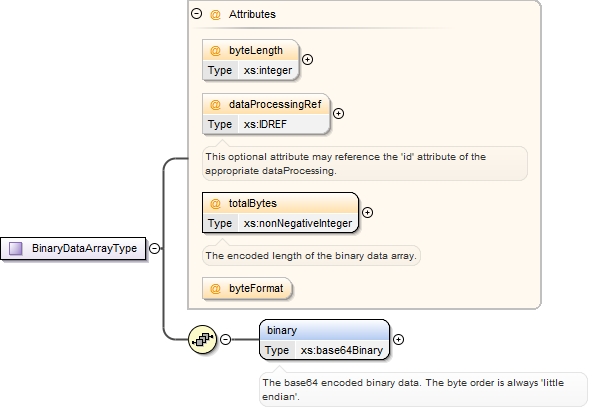 @ Attributes
@ byteLength
Type xs:integer
@ dataProcessingRef
Type xs:IDREF
This optional attribute may reference the 'id' attribute of the
appropriate dataProcessing.
@ totalBytes
Type xs:nonNegativeInteger
The encoded length of the binary data array.
@ byteFormat
BinaryDataArrayType
binary
Type xs:base64Binary
The base64 encoded binary data. The byte order is always 'little
endian'.